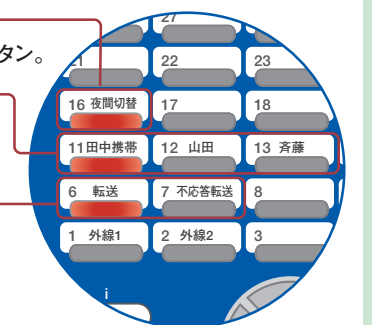 27
タン。
21 22 23
16 夜間切替 17 18
11 田中携帯 12 山田 13 斉藤
6 転送 7 不応答転送 8
1 外線1 2 外線2 3
i